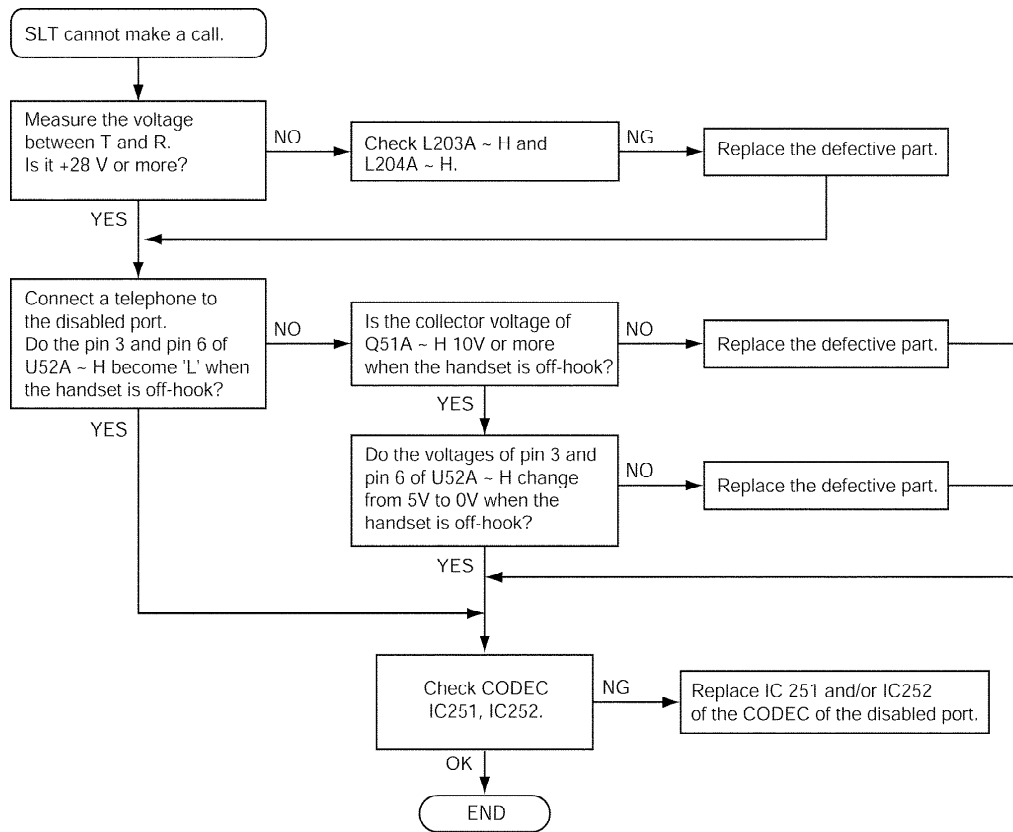 SLT cannot make a call.
Measure the voltage
between T and R.
Is it +28 V or more?
NO
Check L203A ~ H and
L204A ~ H.
NG
Replace the defective part.
YES
Connect a telephone to
the disabled port.
Do the pin 3 and pin 6 of
U52A ~ H become 'L' when
the handset is off-hook?
NO
Is the collector voltage of
Q51A ~ H 10V or more
when the handset is off-hook?
NO
Replace the defective part.
YES
YES
Do the voltages of pin 3 and
pin 6 of U52A ~ H change
from 5V to 0V when the
handset is off-hook?
NO
Replace the defective part.
YES
Check CODEC
IC251, IC252.
NG
Replace IC 251 and/or IC252
of the CODEC of the disabled port.
OK
END